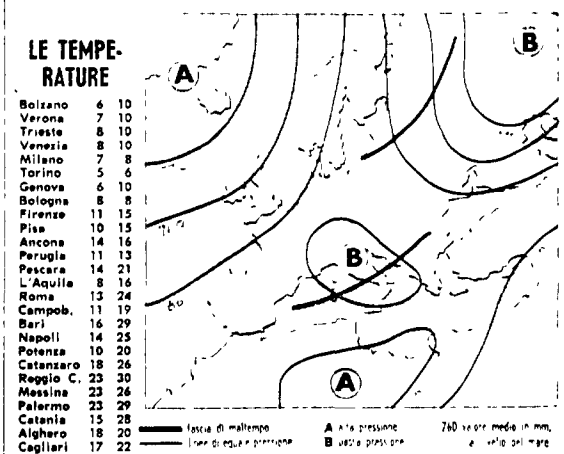 LE TEMPE-
RATURE
Bolzano 6 10
Verona 7 10
Trieste 8 10
Venezia 8 10
Milano 7 8
Torino 5 6
Genova 6 10
Bologna 8 8
Firenze 11 15
Pisa 10 15
Ancona 14 16
Perugia 11 13
Pescara 14 21
L'Aquila 8 16
Roma 13 24
Campob. 11 19
Bari 16 29
Napoli 14 25
Potenza 10 20
Catanzaro 18 26
Reggio C. 23 30
Messina 23 26
Palermo 23 29
Catania 15 28
Alghero 18 20
Cagliari 17 22
A
B
B
A
fascia di maltempo
linee di eguale pressione
A alta pressione
B bassa pressione
760 valore medio in mm,
a livello del mare